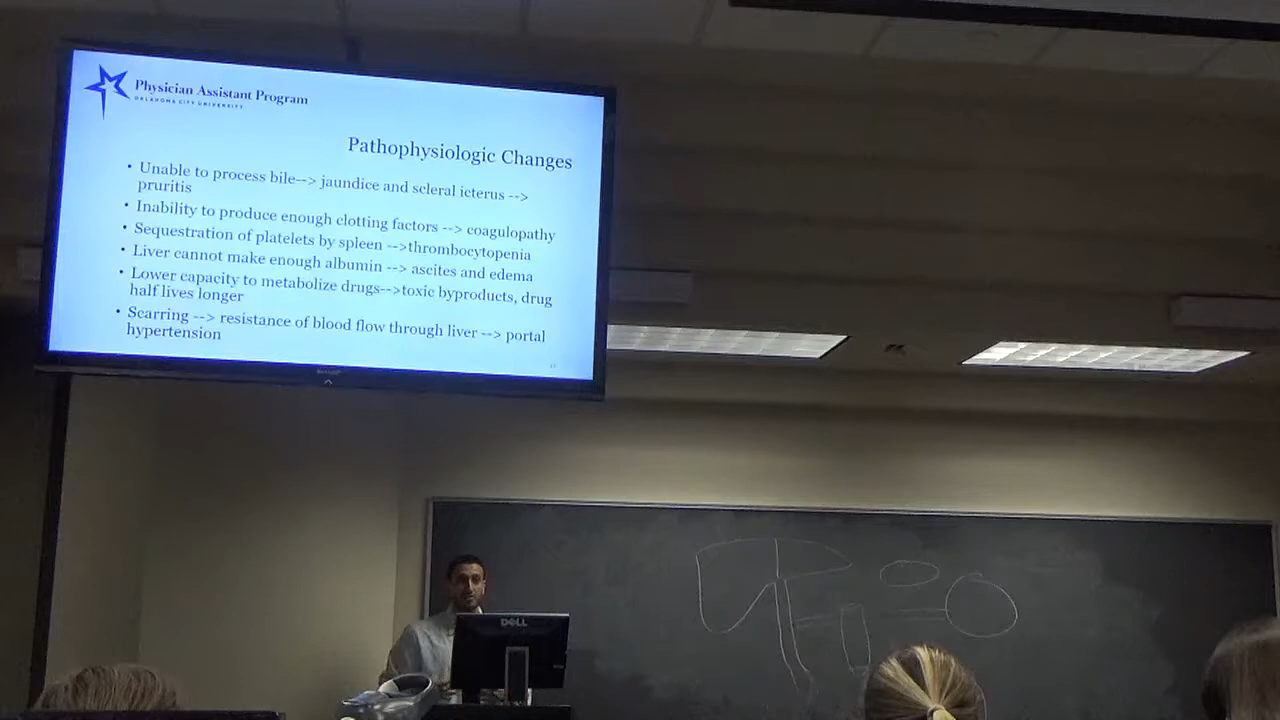 Physician Assistant Program
OKLAHOMA CITY UNIVERSITY
Pathophysiologic Changes
• Unable to process bile--> jaundice and scleral icterus -->
pruritis
• Inability to produce enough clotting factors --> coagulopathy
• Sequestration of platelets by spleen -->thrombocytopenia
• Liver cannot make enough albumin --> ascites and edema
• Lower capacity to metabolize drugs-->toxic byproducts, drug
half lives longer
• Scarring --> resistance of blood flow through liver --> portal
hypertension
DELL